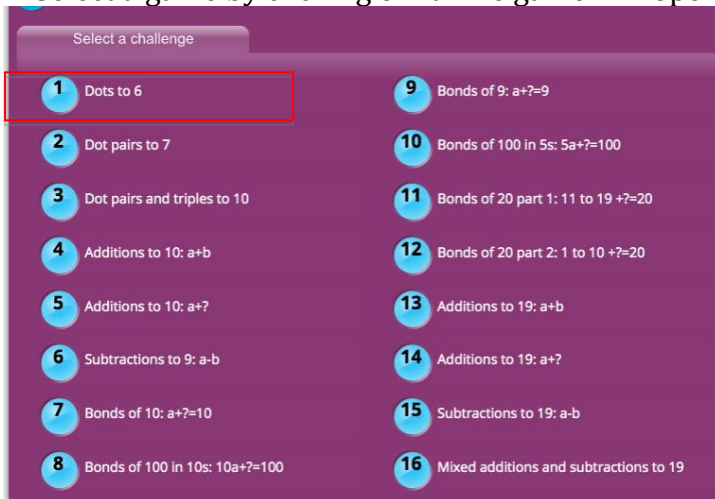 Select a challenge
1 Dots to 6
2 Dot pairs to 7
3 Dot pairs and triples to 10
4 Additions to 10: a+b
5 Additions to 10: a+?
6 Subtractions to 9: a-b
7 Bonds of 10: a+?=10
8 Bonds of 100 in 10s: 10a+?=100
9 Bonds of 9: a+?=9
10 Bonds of 100 in 5s: 5a+?=100
11 Bonds of 20 part 1: 11 to 19 +?=20
12 Bonds of 20 part 2: 1 to 10 +?=20
13 Additions to 19: a+b
14 Additions to 19: a+?
15 Subtractions to 19: a-b
16 Mixed additions and subtractions to 19